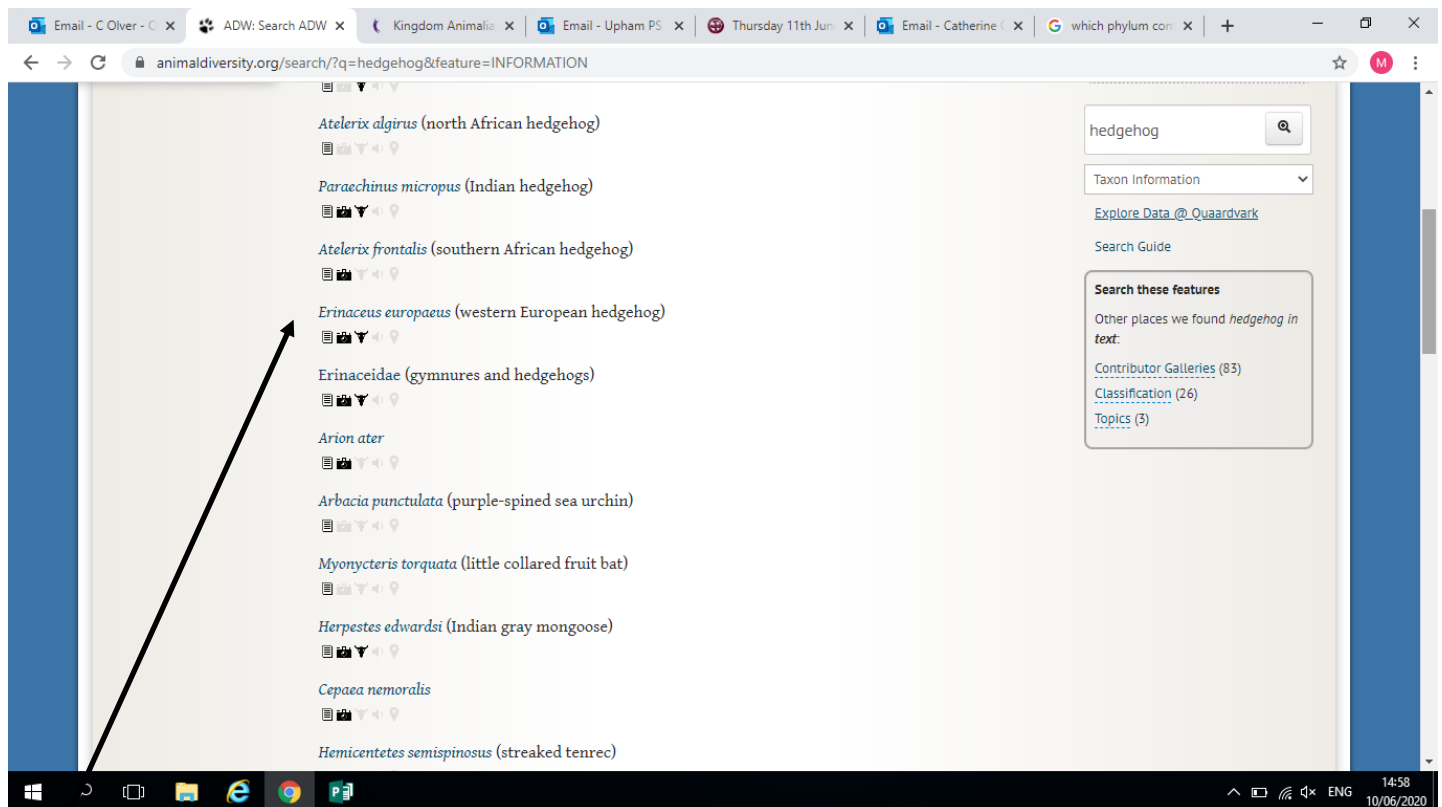 Email - C Olver - O
ADW: Search ADW
Kingdom Animalia
Email - Upham PS
Thursday 11th Jun
Email - Catherine
which phylum con
animaldiversity.org/search/?q=hedgehog&feature=INFORMATION
M
Atelerix algirus (north African hedgehog)
Paraechinus micropus (Indian hedgehog)
Atelerix frontalis (southern African hedgehog)
Erinaceus europaeus (western European hedgehog)
Erinaceidae (gymnures and hedgehogs)
Arion ater
Arbacia punctulata (purple-spined sea urchin)
Myonycteris torquata (little collared fruit bat)
Herpestes edwardsi (Indian gray mongoose)
Cepaea nemoralis
Hemicentetes semispinosus (streaked tenrec)
hedgehog
Taxon Information
Explore Data @ Quaardvark
Search Guide
Search these features
Other places we found hedgehog in
text:
Contributor Galleries (83)
Classification (26)
Topics (3)
ENG
14:58
10/06/2020